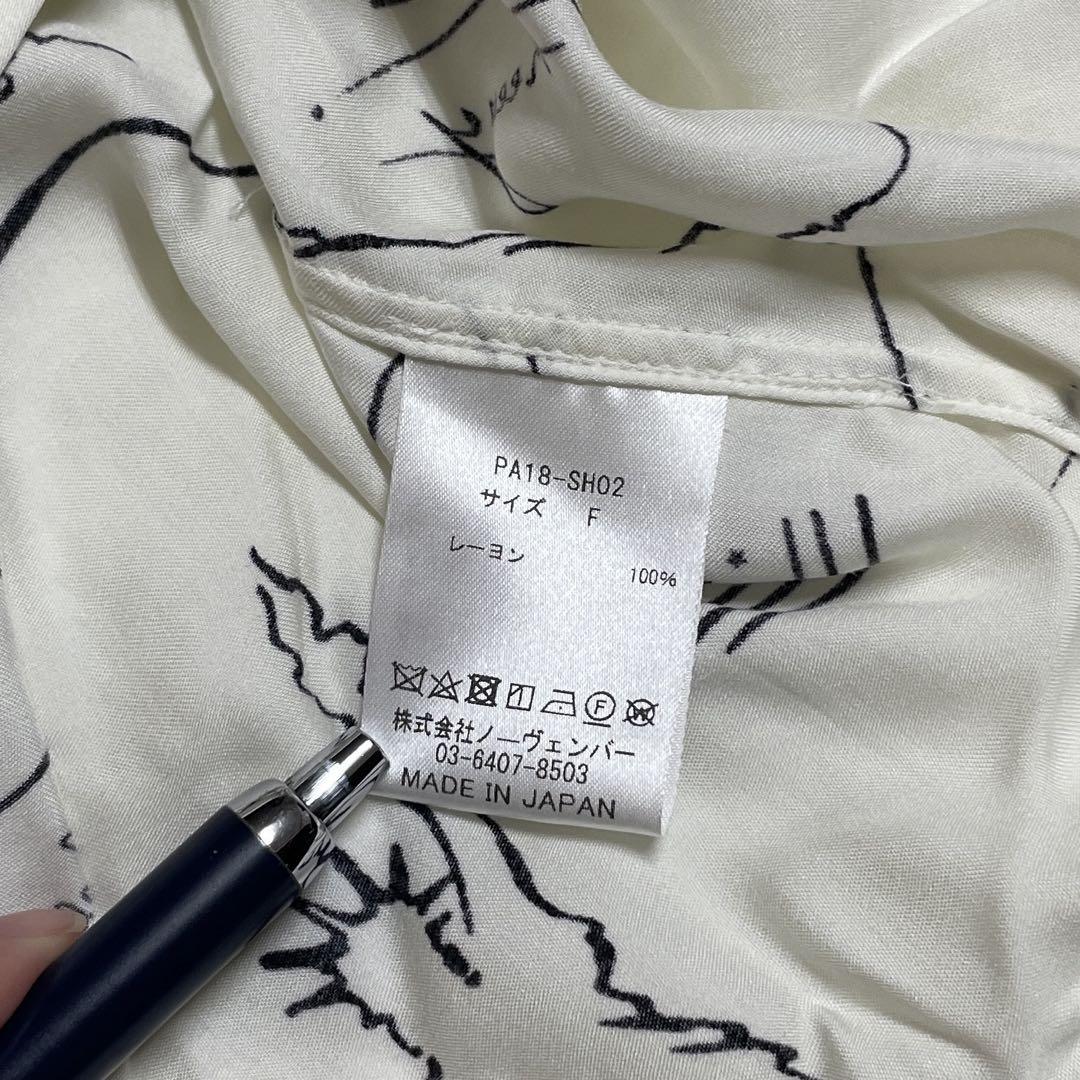 PA18-SH02
サイズ F
レーヨン
100%
F
W
株式会社ノーヴェンバー
03-6407-8503
MADE IN JAPAN